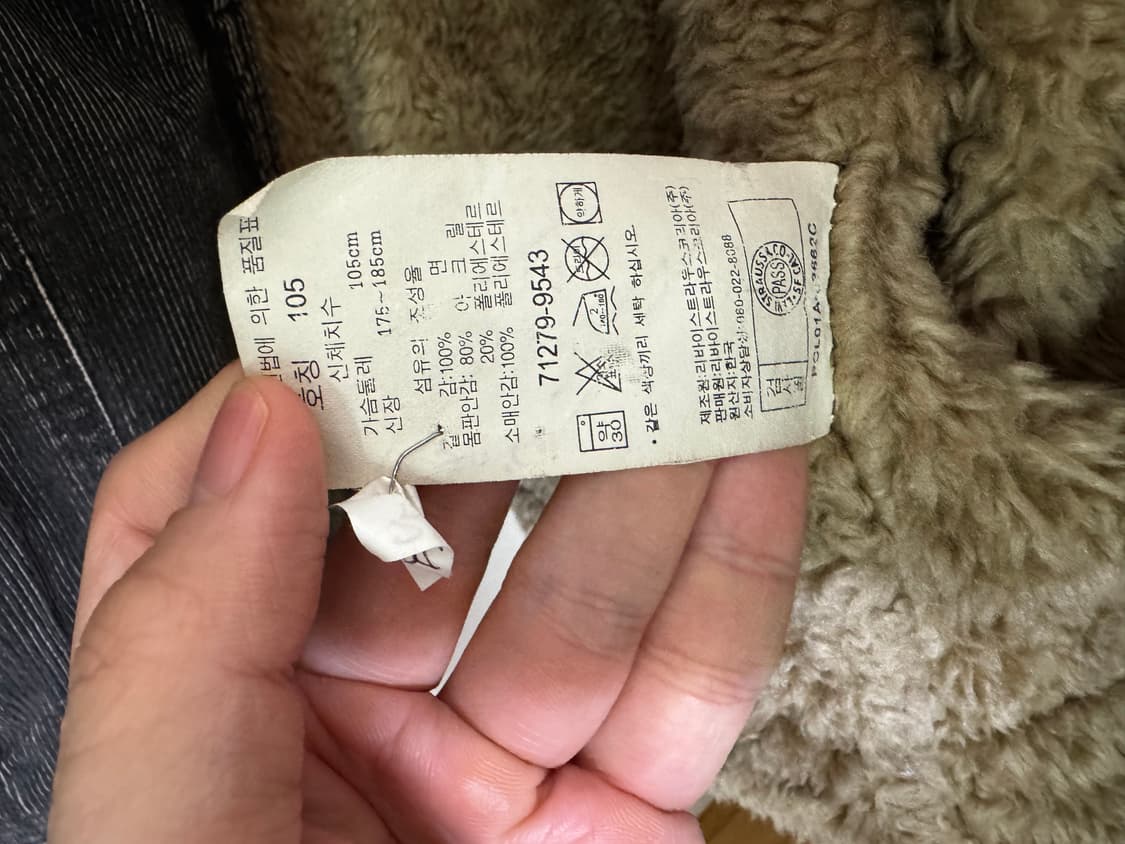 법에 의한 품질표
호칭 105
신체치수
가슴둘레 105cm
신장 175~185cm
섬유의 조성율
겉감:100% 면
몸판안감: 80% 아크릴
20% 폴리에스테르
소매안감:100% 폴리에스테르
71279-9543
약 30
약하게
• 같은 색상끼리 세탁 하십시오
제조원:리바이스트라우스코리아(주)
판매원:리바이스트라우스코리아(주)
원산지:한국
소비자상담실:080-022-8088
STRAUSS & CO
PASS